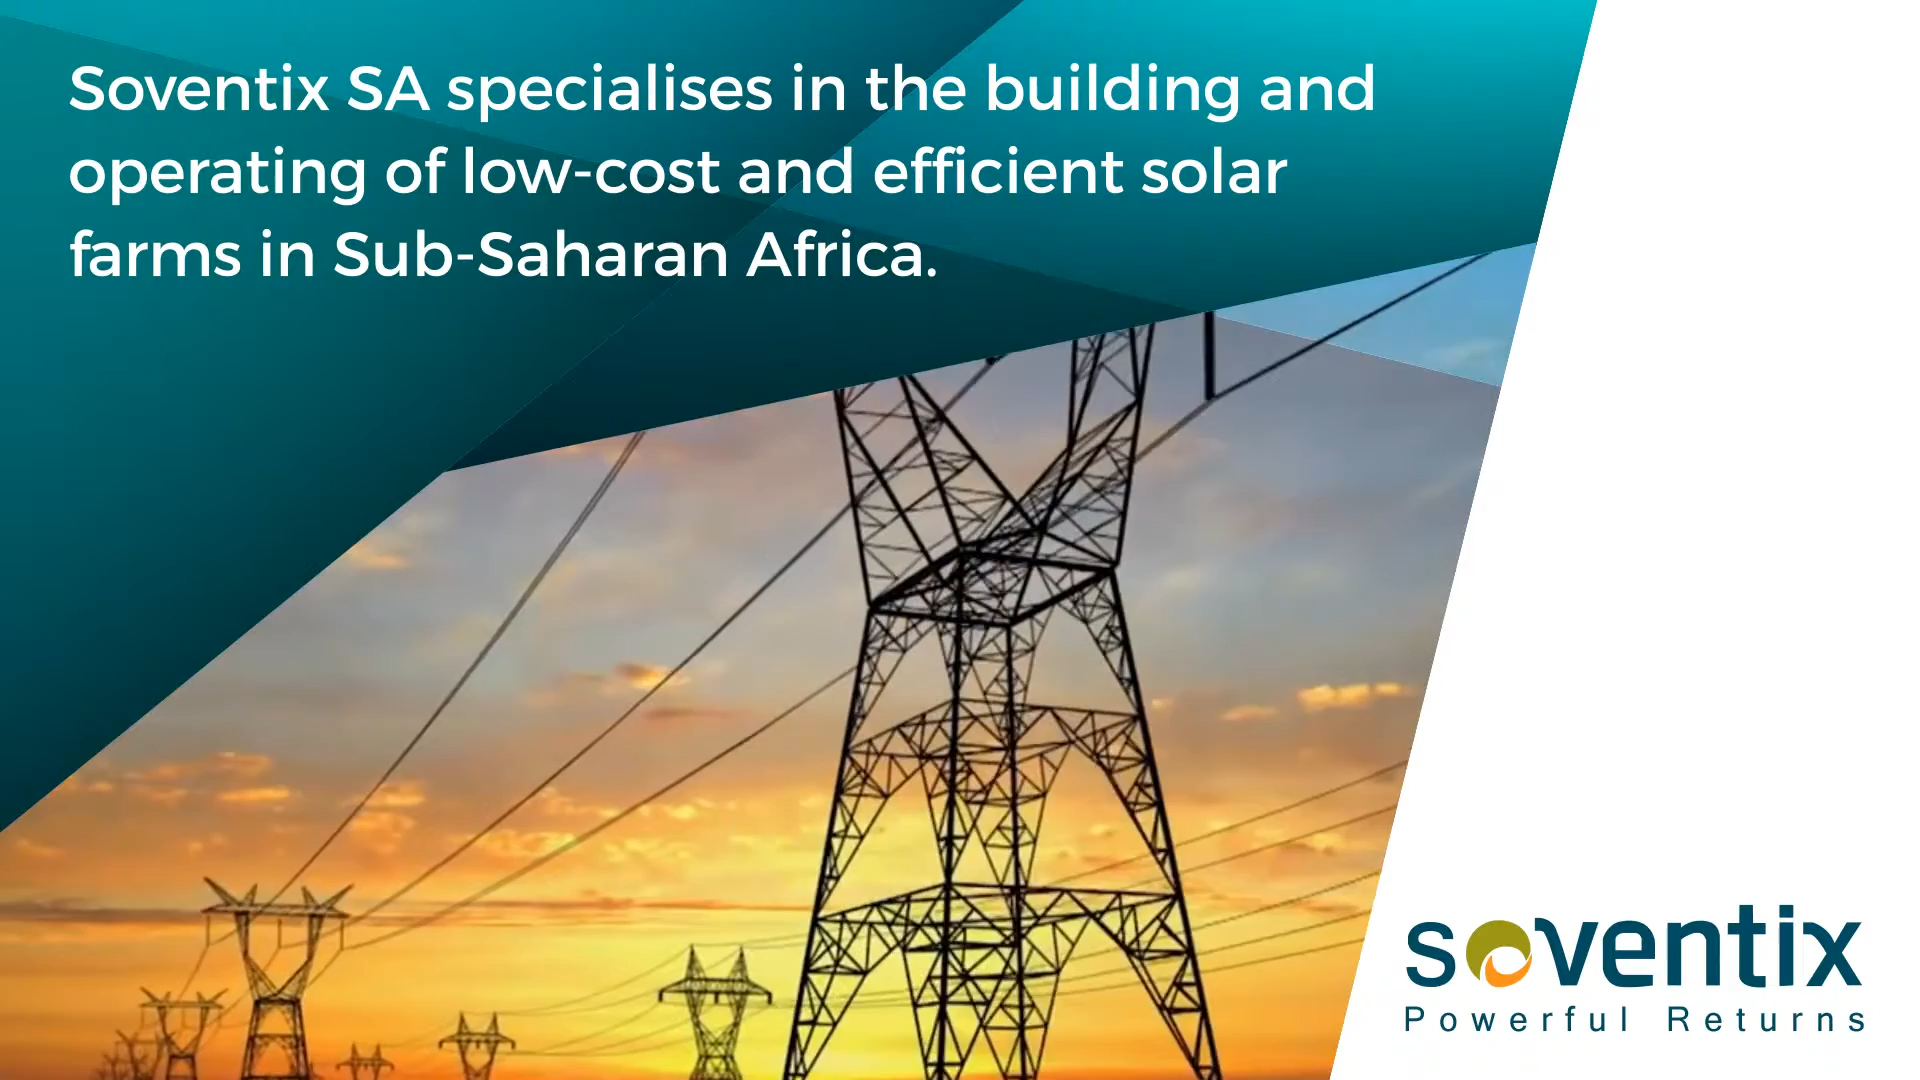 Soventix SA specialises in the building and
operating of low-cost and efficient solar
farms in Sub-Saharan Africa.
soventix
Powerful Returns